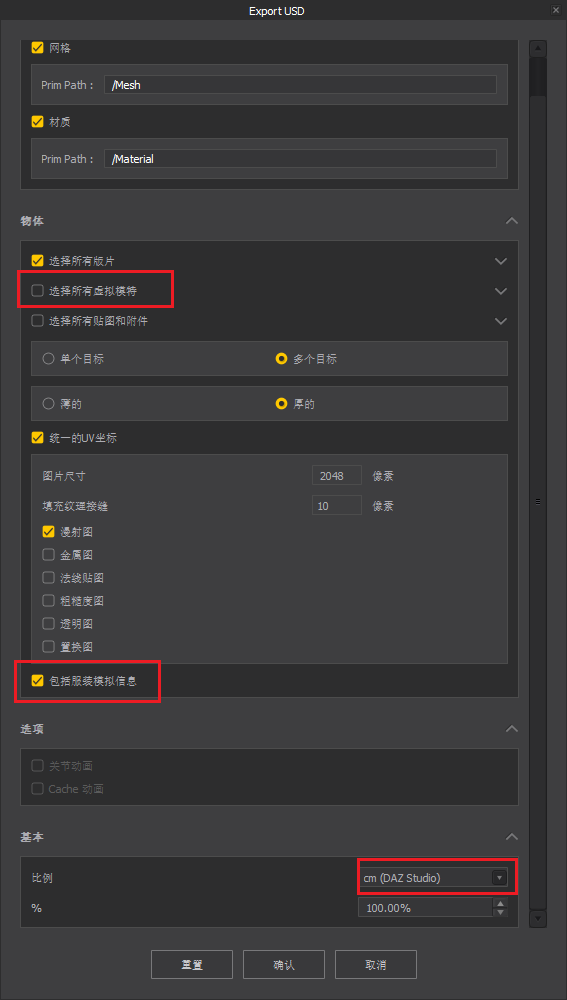 Export USD
网格
Prim Path : /Mesh
材质
Prim Path : /Material
物体
选择所有版片
选择所有虚拟模特
选择所有贴图和附件
单个目标 多个目标
薄的 厚的
统一的UV坐标
图片尺寸 2048 像素
填充纹理接缝 10 像素
漫射图
金属图
法线贴图
粗糙度图
透明图
置换图
包括服装模拟信息
选项
关节动画
Cache 动画
基本
比例 cm (DAZ Studio)
% 100.00%
重置 确认 取消